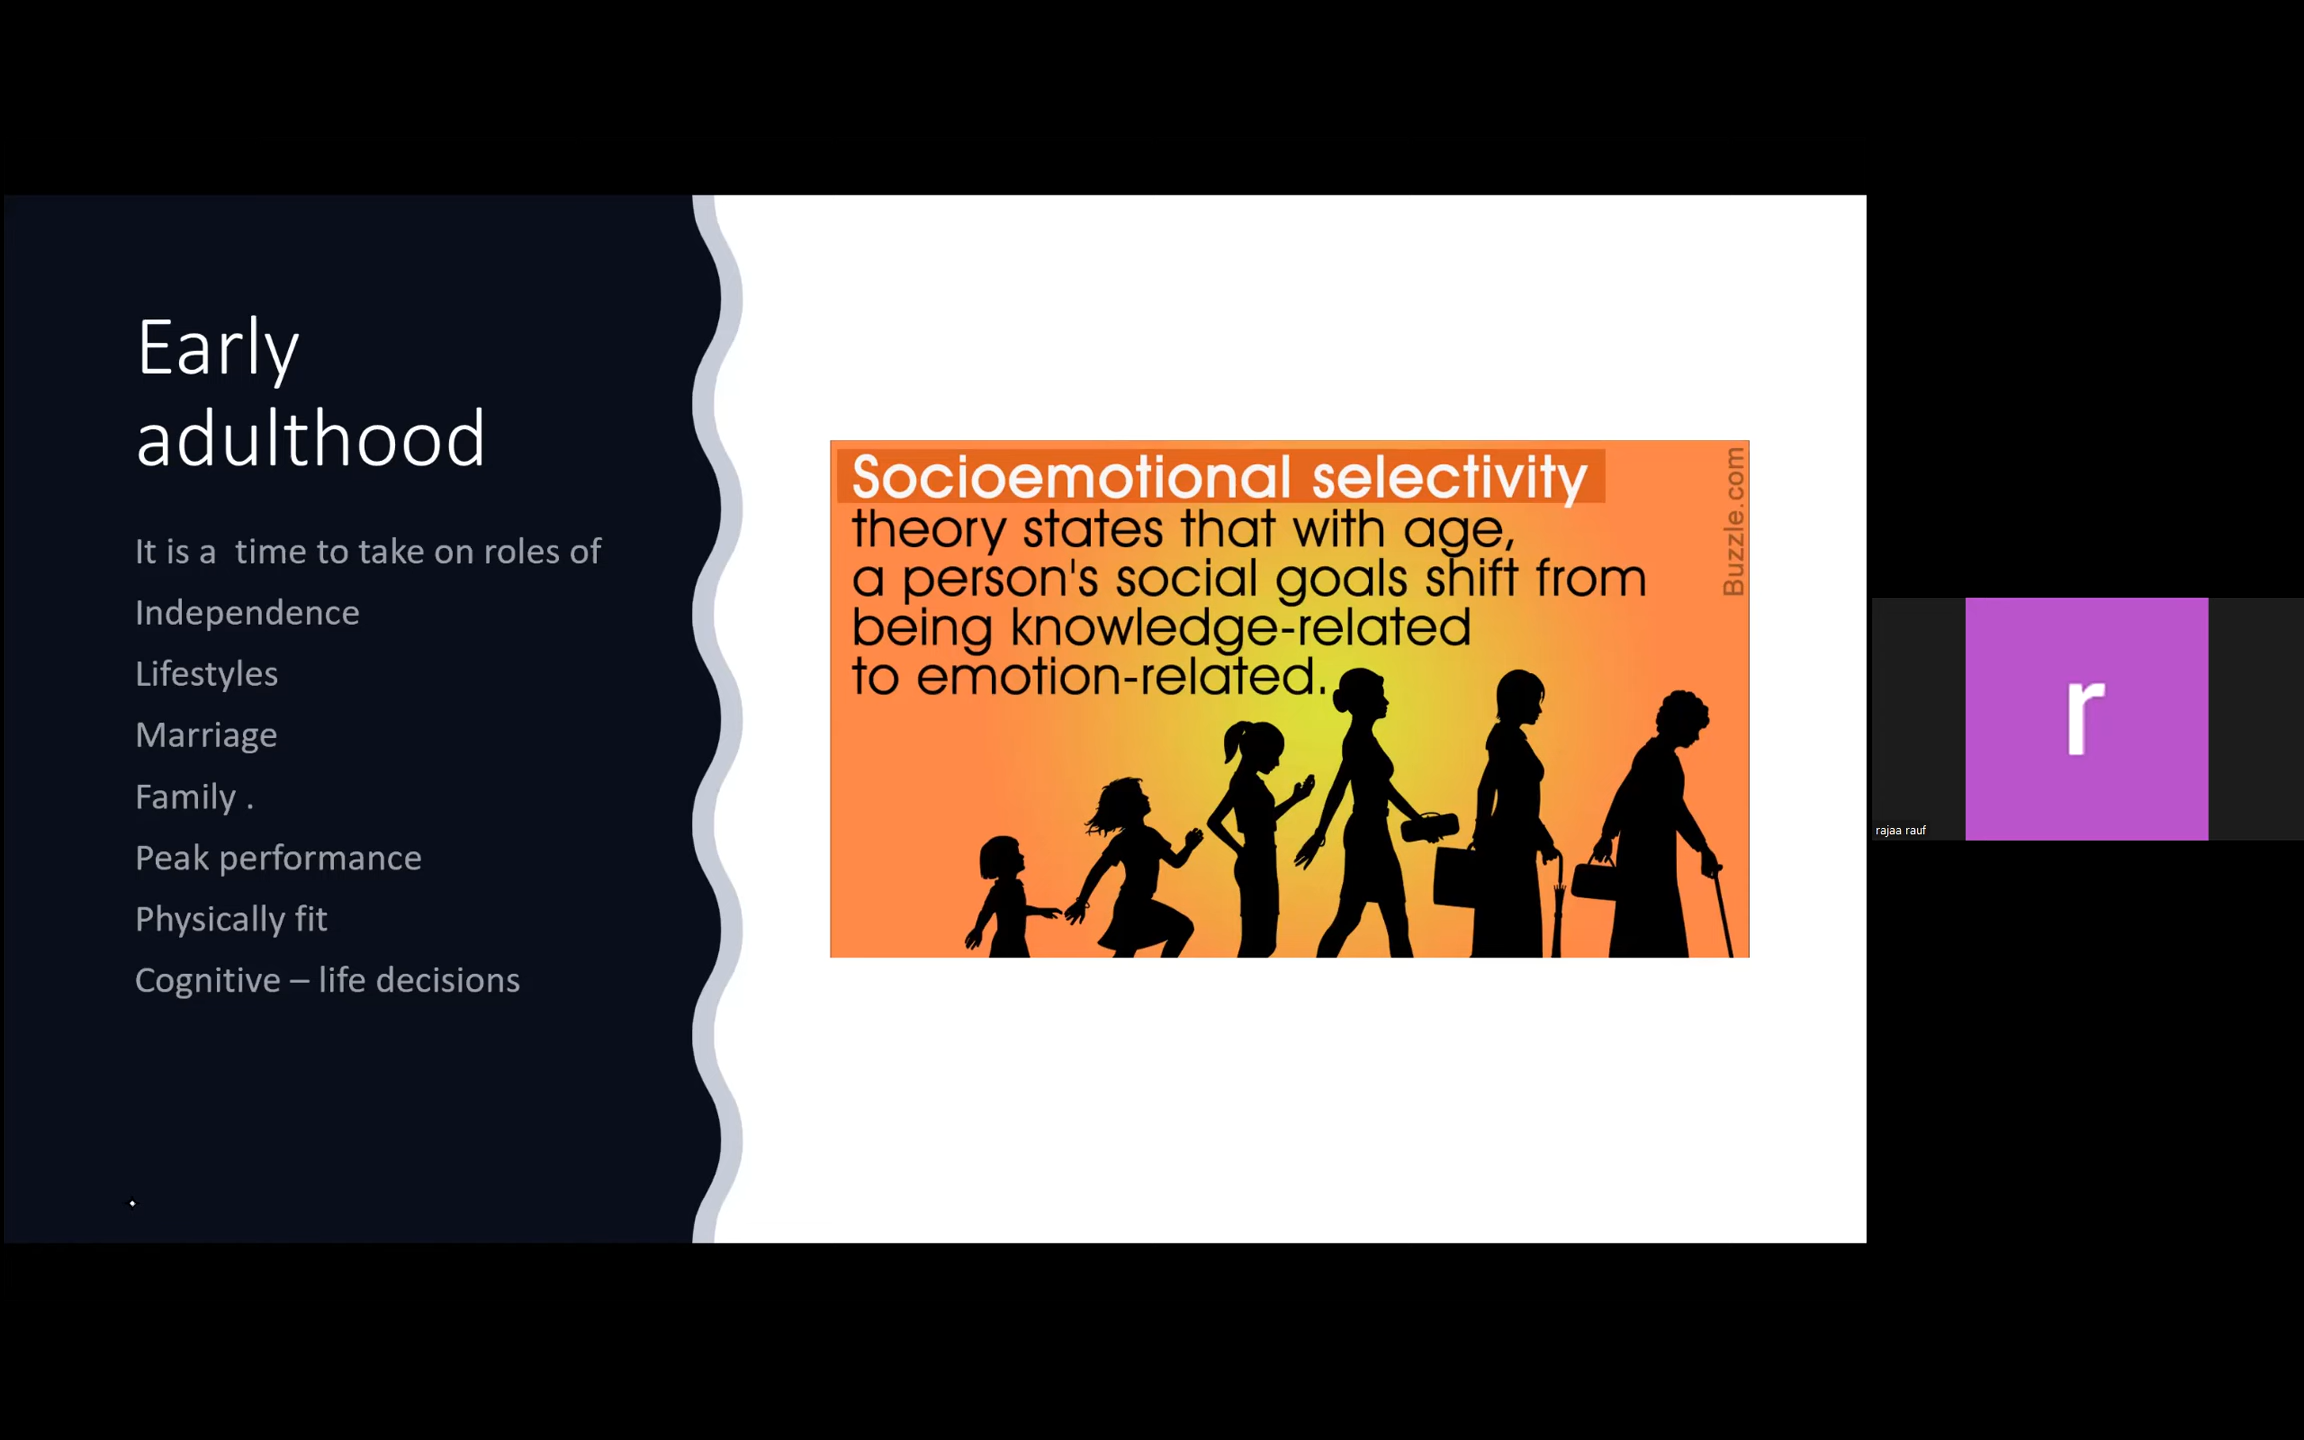 Early
adulthood
It is a  time to take on roles of
Independence
Lifestyles
Marriage
Family .
Peak performance
Physically fit
Cognitive – life decisions
Socioemotional selectivity
theory states that with age,
a person's social goals shift from
being knowledge-related
to emotion-related.
Buzzle.com
r
rajaa rauf